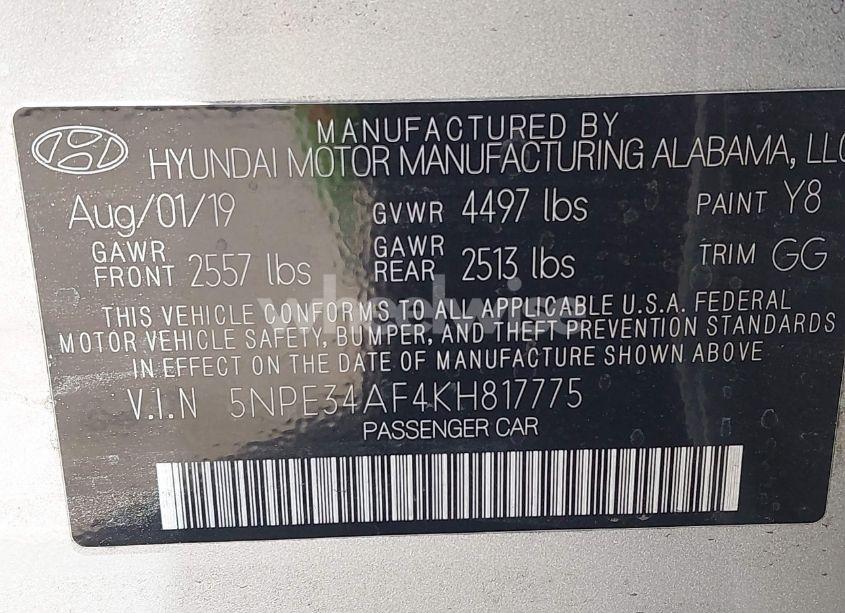 MANUFACTURED BY
HYUNDAI MOTOR MANUFACTURING ALABAMA, LLC
Aug/01/19 GVWR 4497 lbs PAINT Y8
GAWR FRONT 2557 lbs GAWR REAR 2513 lbs TRIM GG
THIS VEHICLE CONFORMS TO ALL APPLICABLE U.S.A. FEDERAL
MOTOR VEHICLE SAFETY, BUMPER, AND THEFT PREVENTION STANDARDS
IN EFFECT ON THE DATE OF MANUFACTURE SHOWN ABOVE
V.I.N 5NPE34AF4KH817775
PASSENGER CAR
wheelwise